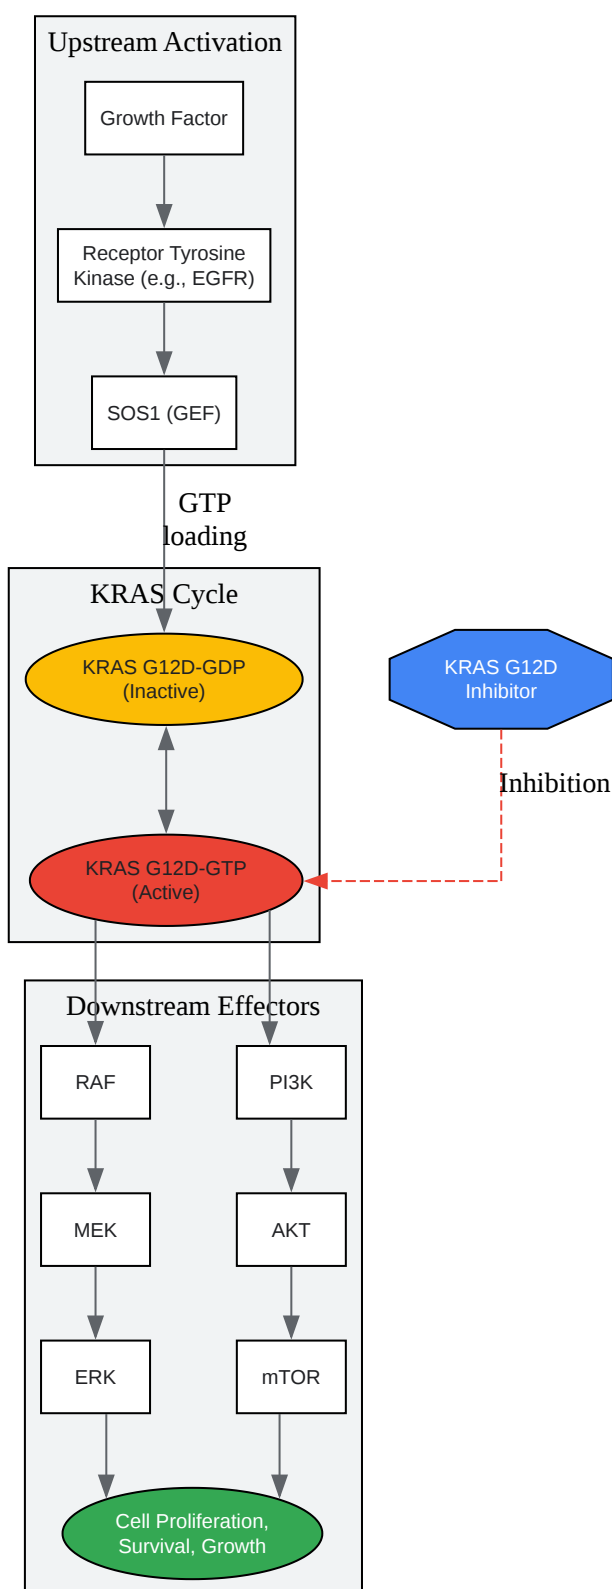 Upstream Activation
Growth Factor
Receptor Tyrosine
Kinase (e.g., EGFR)
SOS1 (GEF)
GTP
loading
KRAS Cycle
KRAS G12D-GDP
(Inactive)
KRAS G12D
Inhibitor
Inhibition
KRAS G12D-GTP
(Active)
Downstream Effectors
RAF
PI3K
MEK
AKT
ERK
mTOR
Cell Proliferation,
Survival, Growth